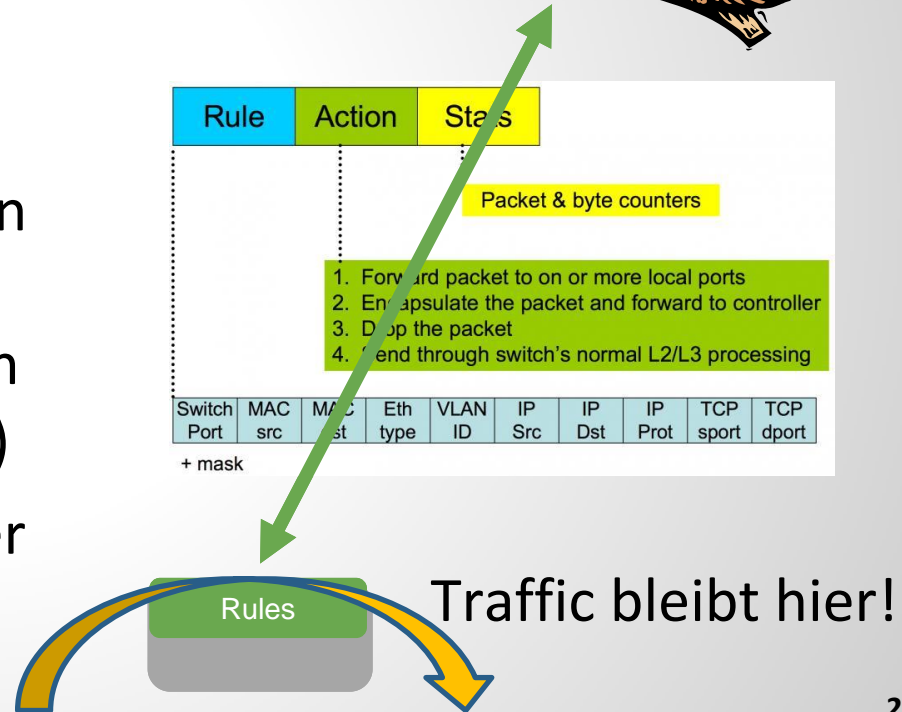 Rule Action Stats
Packet & byte counters
1. Forward packet to on or more local ports
2. Encapsulate the packet and forward to controller
3. Drop the packet
4. Send through switch's normal L2/L3 processing
Switch Port MAC src MAC dst Eth type VLAN ID IP Src IP Dst IP Prot TCP sport TCP dport
+ mask
)
Rules
Traffic bleibt hier!
2